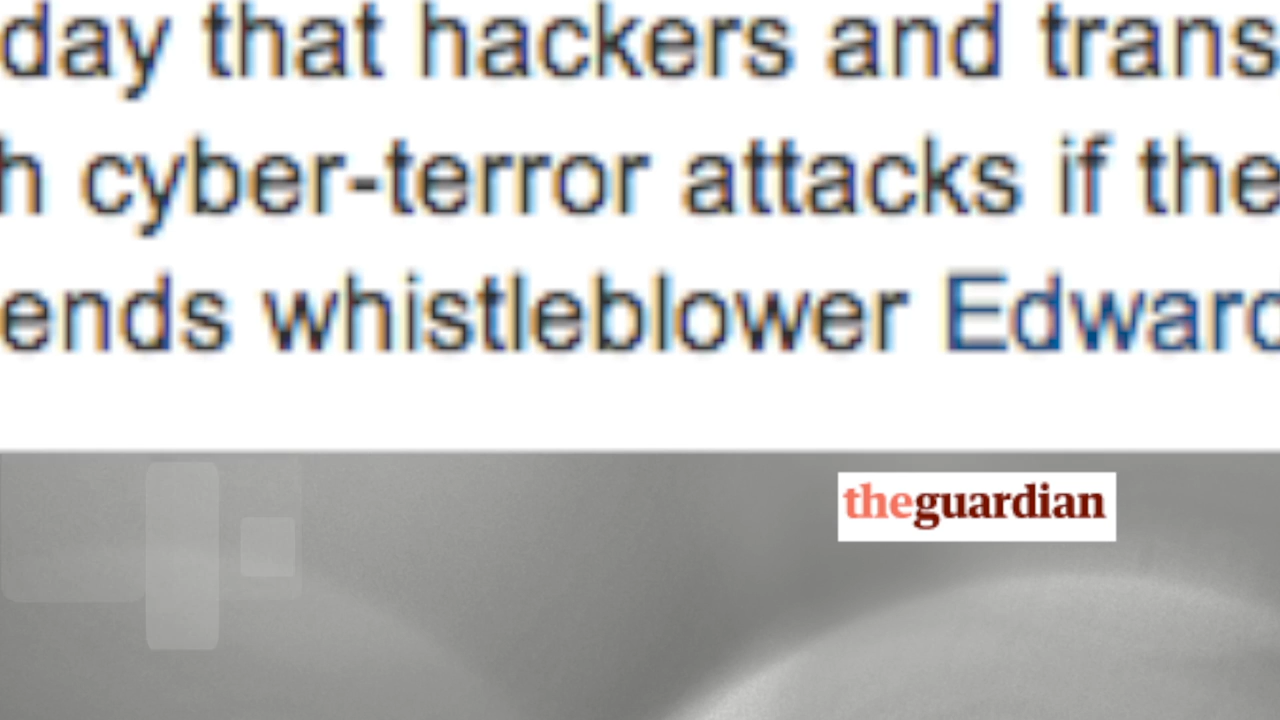 day that hackers and trans
h cyber-terror attacks if the
ends whistleblower Edward
theguardian